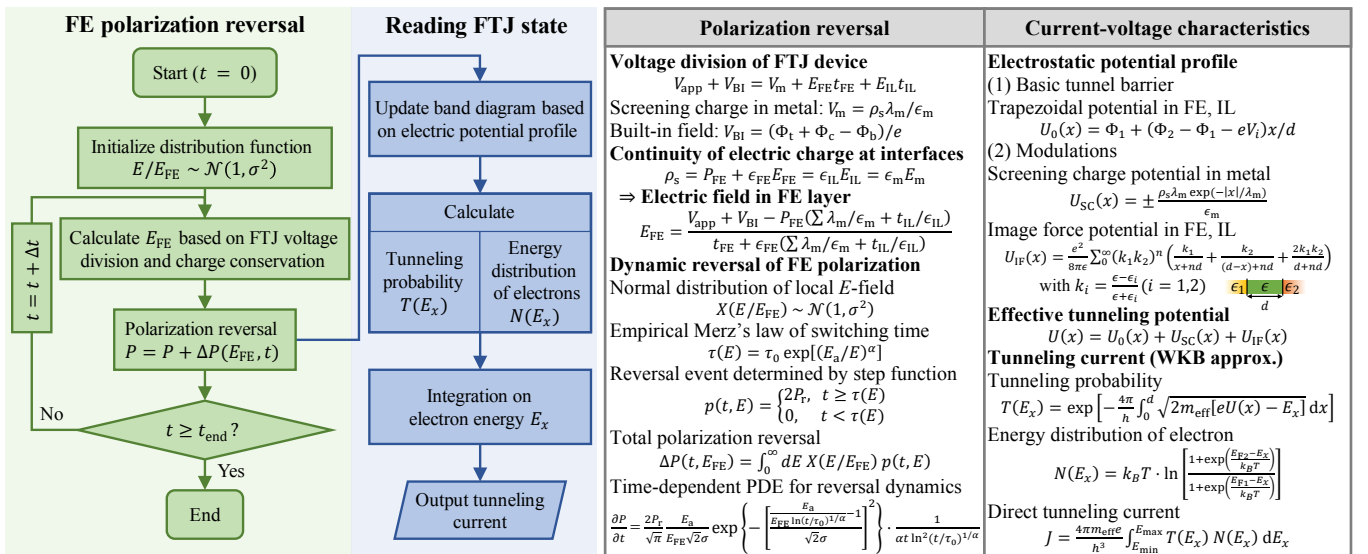 FE polarization reversal
Start (t = 0)
Initialize distribution function
E/E_FE ~ 𝒩(1, σ²)
Calculate E_FE based on FTJ voltage
division and charge conservation
t = t + Δt
Polarization reversal
P = P + ΔP(E_FE, t)
No
t ≥ t_end?
Yes
End
Reading FTJ state
Update band diagram based
on electric potential profile
Calculate
Tunneling
probability
T(E_x)
Energy
distribution
of electrons
N(E_x)
Integration on
electron energy E_x
Output tunneling
current
Polarization reversal
Voltage division of FTJ device
V_app + V_BI = V_m + E_FE t_FE + E_IL t_IL
Screening charge in metal: V_m = ρ_s λ_m/ϵ_m
Built-in field: V_BI = (Φ_t + Φ_c − Φ_b)/e
Continuity of electric charge at interfaces
ρ_s = P_FE + ϵ_FE E_FE = ϵ_IL E_IL = ϵ_m E_m
⇒ Electric field in FE layer
E_FE = (V_app + V_BI − P_FE(∑ λ_m/ϵ_m + t_IL/ϵ_IL)) / (t_FE + ϵ_FE(∑ λ_m/ϵ_m + t_IL/ϵ_IL))
Dynamic reversal of FE polarization
Normal distribution of local E-field
X(E/E_FE) ~ 𝒩(1, σ²)
Empirical Merz's law of switching time
τ(E) = τ_0 exp[(E_a/E)^α]
Reversal event determined by step function
p(t, E) = {2P_r, t ≥ τ(E)
0, t < τ(E)
Total polarization reversal
ΔP(t, E_FE) = ∫_0^∞ dE X(E/E_FE) p(t, E)
Time-dependent PDE for reversal dynamics
∂P/∂t = (2P_r/√π) (E_a/(E_FE √2σ)) exp{−[(E_a/(E_FE ln(t/τ_0)^{1/α}) − 1)/(√2σ)]²} · 1/(αt ln²(t/τ_0)^{1/α})
Current-voltage characteristics
Electrostatic potential profile
(1) Basic tunnel barrier
Trapezoidal potential in FE, IL
U_0(x) = Φ_1 + (Φ_2 − Φ_1 − eV_i)x/d
(2) Modulations
Screening charge potential in metal
U_SC(x) = ± (ρ_s λ_m exp(−|x|/λ_m))/ϵ_m
Image force potential in FE, IL
U_IF(x) = (e²/8πϵ) ∑_0^∞ (k_1 k_2)^n (k_1/(x+nd) + k_2/((d−x)+nd) + 2k_1 k_2/(d+nd))
with k_i = (ϵ−ϵ_i)/(ϵ+ϵ_i) (i = 1,2) ϵ_1 ϵ ϵ_2
d
Effective tunneling potential
U(x) = U_0(x) + U_SC(x) + U_IF(x)
Tunneling current (WKB approx.)
Tunneling probability
T(E_x) = exp[−(4π/h) ∫_0^d √(2m_eff[eU(x) − E_x]) dx]
Energy distribution of electron
N(E_x) = k_B T · ln[(1+exp((E_F2−E_x)/(k_B T)))/(1+exp((E_F1−E_x)/(k_B T)))]
Direct tunneling current
J = (4πm_eff e/h³) ∫_{E_min}^{E_max} T(E_x) N(E_x) dE_x